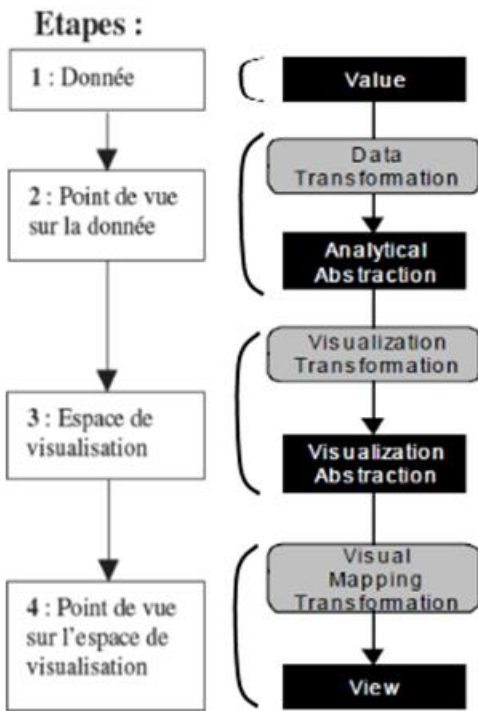 Etapes :
1 : Donnée
2 : Point de vue
sur la donnée
3 : Espace de
visualisation
4 : Point de vue
sur l'espace de
visualisation
Value
Data
Transformation
Analytical
Abstraction
Visualization
Transformation
Visualization
Abstraction
Visual
Mapping
Transformation
View